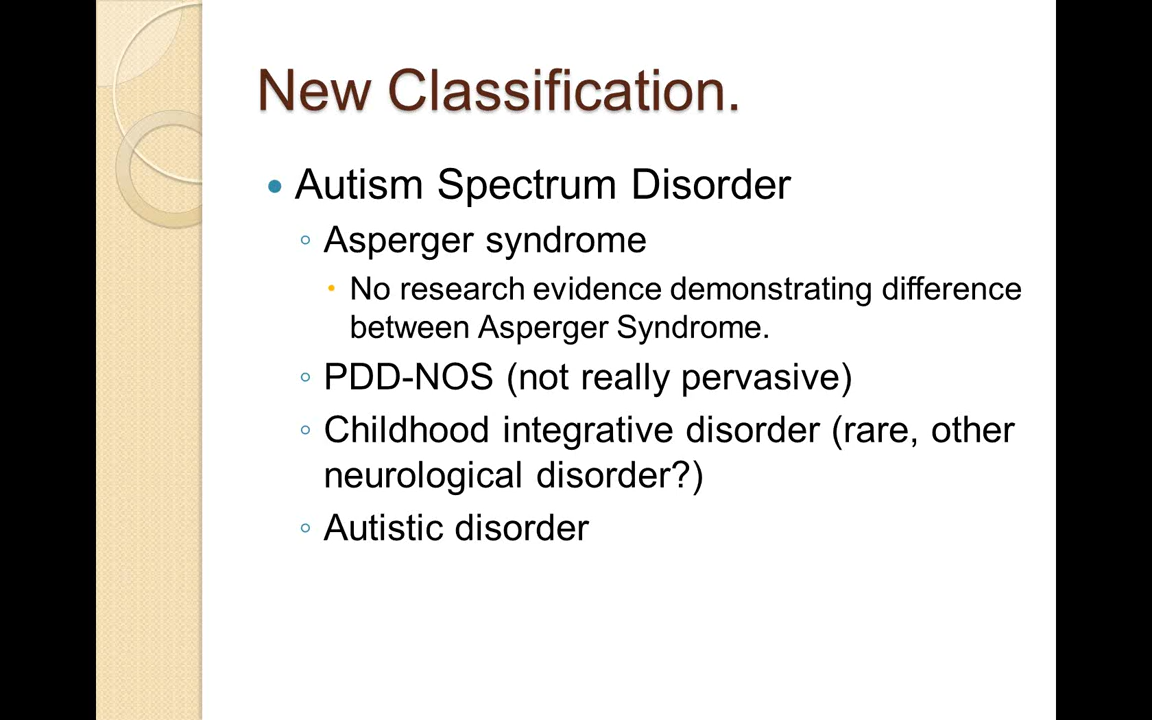 New Classification.
Autism Spectrum Disorder
Asperger syndrome
No research evidence demonstrating difference
between Asperger Syndrome.
PDD-NOS (not really pervasive)
Childhood integrative disorder (rare, other
neurological disorder?)
Autistic disorder